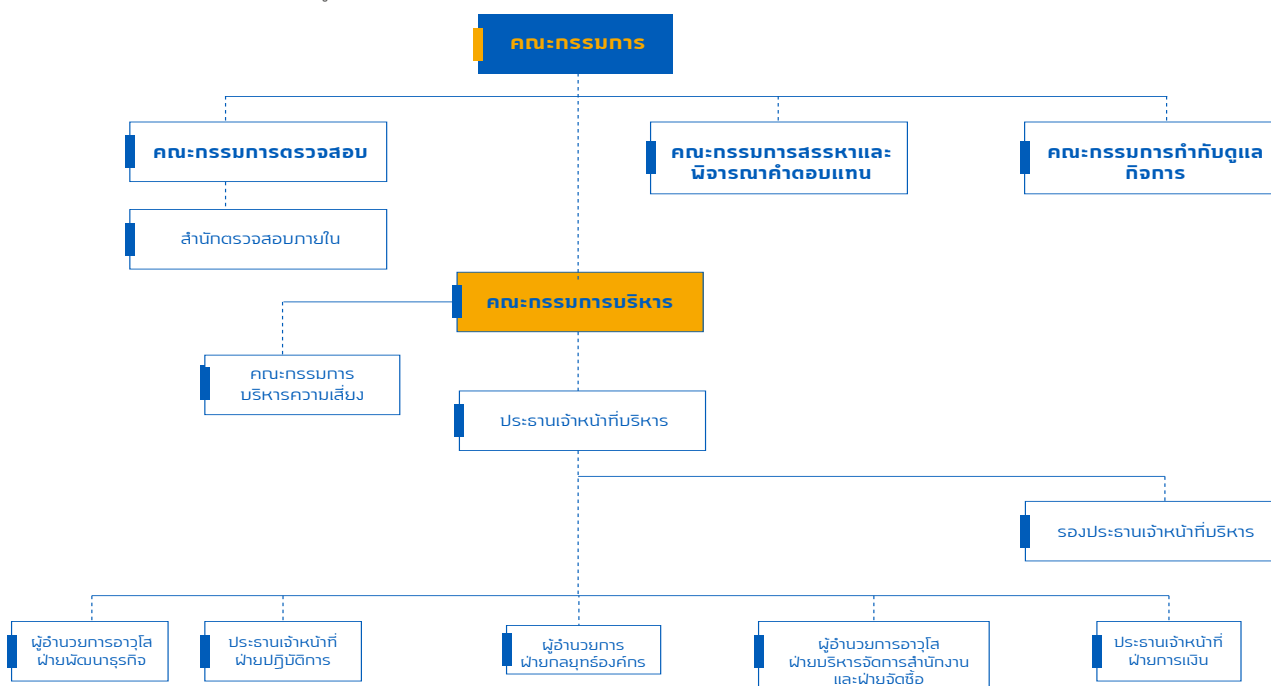 คณะกรรมการ
คณะกรรมการตรวจสอบ
คณะกรรมการสรรหาและ
พิจารณาค่าตอบแทน
คณะกรรมการกำกับดูแล
กิจการ
สำนักตรวจสอบภายใน
คณะกรรมการบริหาร
คณะกรรมการ
บริหารความเสี่ยง
ประธานเจ้าหน้าที่บริหาร
รองประธานเจ้าหน้าที่บริหาร
ผู้อำนวยการอาวุโส
ฝ่ายพัฒนาธุรกิจ
ประธานเจ้าหน้าที่
ฝ่ายปฏิบัติการ
ผู้อำนวยการ
ฝ่ายกลยุทธ์องค์กร
ผู้อำนวยการอาวุโส
ฝ่ายบริหารจัดการสำนักงาน
และฝ่ายจัดซื้อ
ประธานเจ้าหน้าที่
ฝ่ายการเงิน